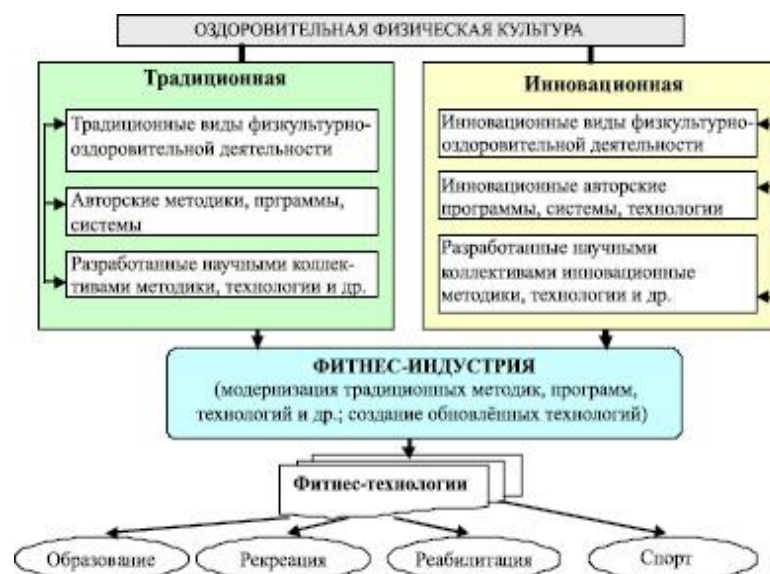 ОЗДОРОВИТЕЛЬНАЯ ФИЗИЧЕСКАЯ КУЛЬТУРА
Традиционная
Традиционные виды физкультурно-
оздоровительной деятельности
Авторские методики, прграммы,
системы
Разработанные научными коллек-
тивами методики, технологии и др.
Инновационная
Инновационные виды физкультурно-
оздоровительной деятельности
Инновационные авторские
программы, системы, технологии
Разработанные научными
коллективами инновационные
методики, технологии и др.
ФИТНЕС-ИНДУСТРИЯ
(модернизация традиционных методик, программ,
технологий и др.; создание обновлённых технологий)
Фитнес-технологии
Образование
Рекреация
Реабилитация
Спорт